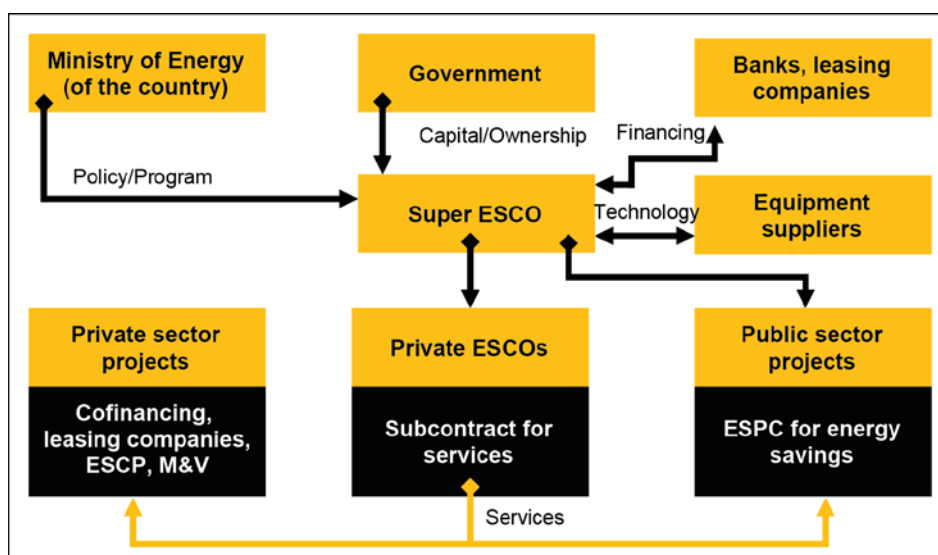 Ministry of Energy
(of the country)
Government
Banks, leasing
companies
Capital/Ownership
Financing
Policy/Program
Super ESCO
Technology
Equipment
suppliers
Private sector
projects
Private ESCOs
Public sector
projects
Cofinancing,
leasing companies,
ESCP, M&V
Subcontract for
services
ESPC for energy
savings
Services